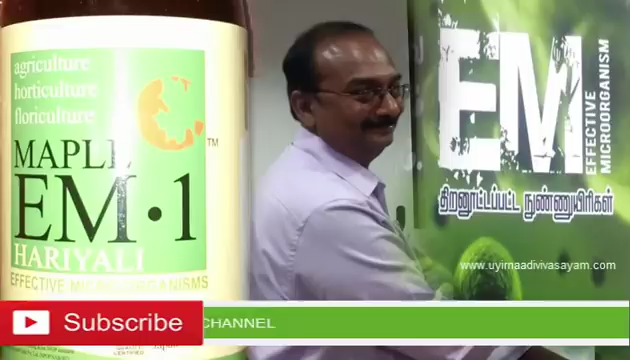 agriculture
horticulture
floriculture
MAPLE
EM·1
HARIYALI
EFFECTIVE MICROORGANISMS
TM
EM
EFFECTIVE
MICROORGANISM
திறனூட்டப்பட்ட நுண்ணுயிரிகள்
www.uyirnaadivivasayam.com
Subscribe
CHANNEL